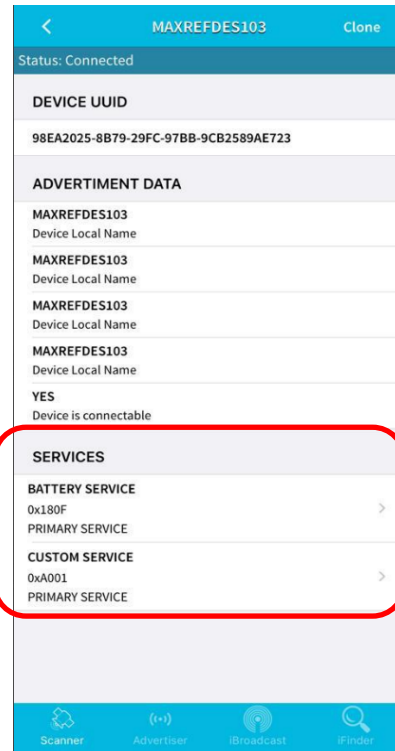 MAXREFDES103 Clone
Status: Connected
DEVICE UUID
98EA2025-8B79-29FC-97BB-9CB2589AE723
ADVERTIMENT DATA
MAXREFDES103
Device Local Name
MAXREFDES103
Device Local Name
MAXREFDES103
Device Local Name
MAXREFDES103
Device Local Name
YES
Device is connectable
SERVICES
BATTERY SERVICE
0x180F
PRIMARY SERVICE
CUSTOM SERVICE
0xA001
PRIMARY SERVICE
Scanner Advertiser iBroadcast iFinder